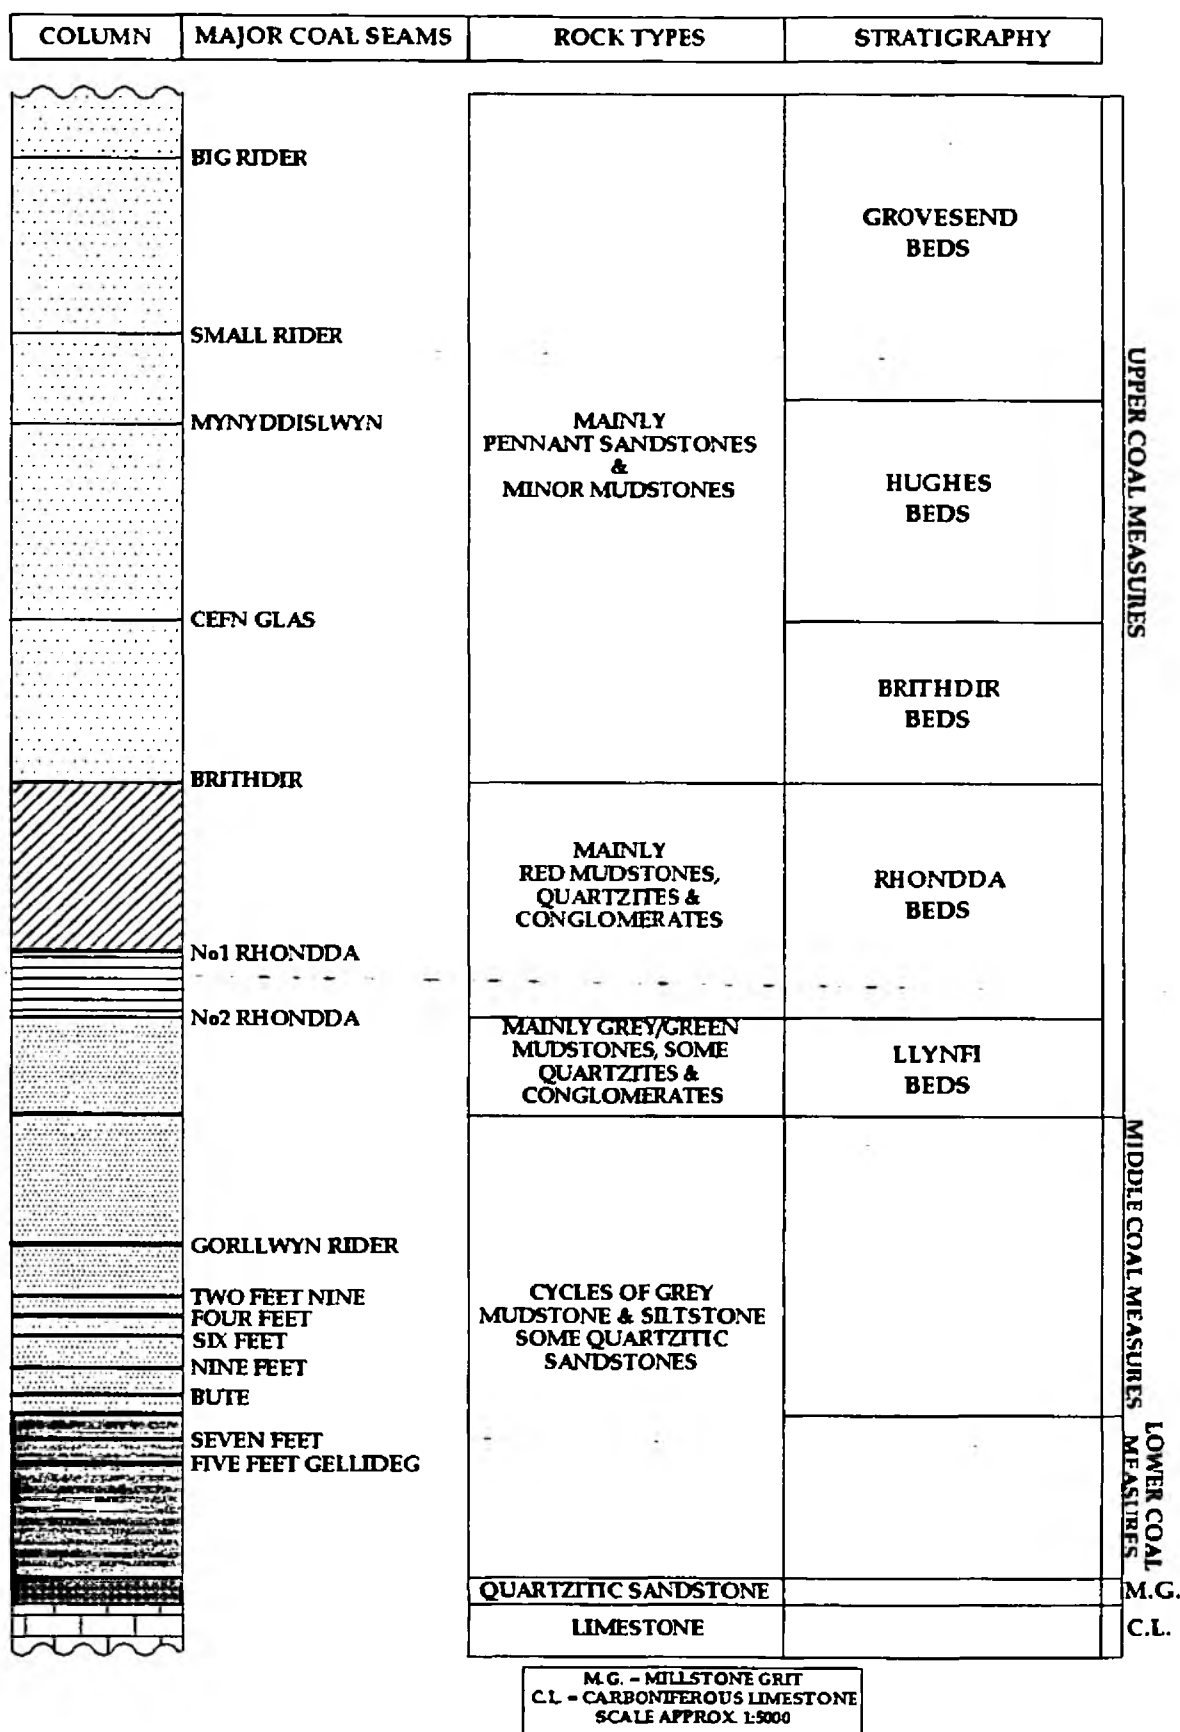 COLUMN MAJOR COAL SEAMS ROCK TYPES STRATIGRAPHY
BIG RIDER
SMALL RIDER
MYNYDDISLWYN
CEFN GLAS
BRITHDIR
No1 RHONDDA
No2 RHONDDA
GORLLWYN RIDER
TWO FEET NINE
FOUR FEET
SIX FEET
NINE FEET
BUTE
SEVEN FEET
FIVE FEET GELLIDEG
MAINLY
PENNANT SANDSTONES
&
MINOR MUDSTONES
MAINLY
RED MUDSTONES,
QUARTZITES &
CONGLOMERATES
MAINLY GREY/GREEN
MUDSTONES, SOME
QUARTZITES &
CONGLOMERATES
CYCLES OF GREY
MUDSTONE & SILTSTONE
SOME QUARTZITIC
SANDSTONES
QUARTZITIC SANDSTONE
LIMESTONE
GROVESEND
BEDS
HUGHES
BEDS
BRITHDIR
BEDS
RHONDDA
BEDS
LLYNFI
BEDS
UPPER COAL MEASURES
MIDDLE COAL MEASURES
LOWER COAL
MEASURES
M.G.
C.L.
M.G. - MILLSTONE GRIT
C.L - CARBONIFEROUS LIMESTONE
SCALE APPROX. 1:5000